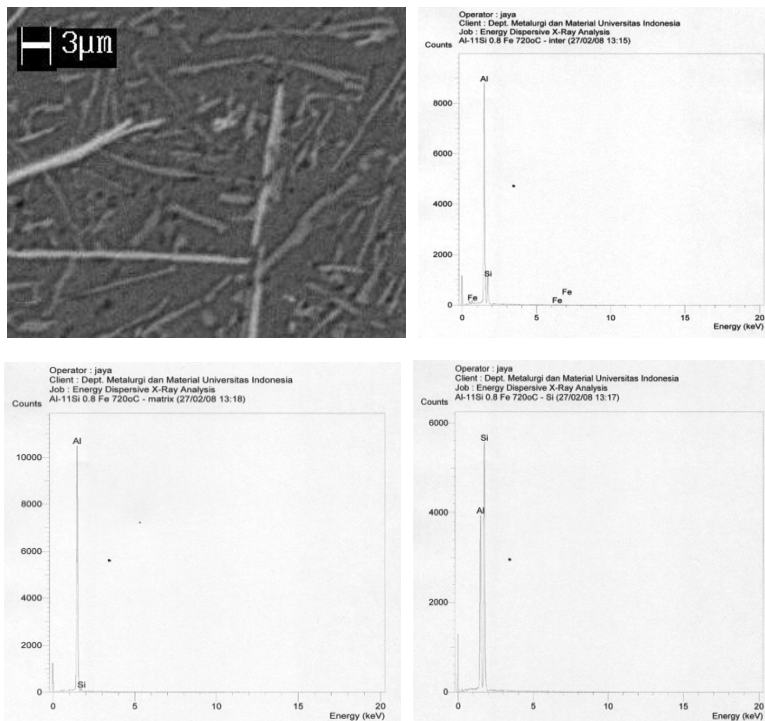 3µm
Operator : jaya
Client : Dept. Metalurgi dan Material Universitas Indonesia
Job : Energy Dispersive X-Ray Analysis
Al-11Si 0.8 Fe 720oC - inter (27/02/08 13:15)
Counts
Al
8000
6000
4000
2000
Si
Fe
Fe
Fe
0
0 5 10 15 20
Energy (keV)
Operator : jaya
Client : Dept. Metalurgi dan Material Universitas Indonesia
Job : Energy Dispersive X-Ray Analysis
Al-11Si 0.8 Fe 720oC - matrix (27/02/08 13:18)
Counts
Al
10000
8000
6000
4000
2000
Si
0
0 5 10 15 20
Energy (keV)
Operator : jaya
Client : Dept. Metalurgi dan Material Universitas Indonesia
Job : Energy Dispersive X-Ray Analysis
Al-11Si 0.8 Fe 720oC - Si (27/02/08 13:17)
Counts
6000
Si
Al
4000
2000
0
0 5 10 15 20
Energy (keV)